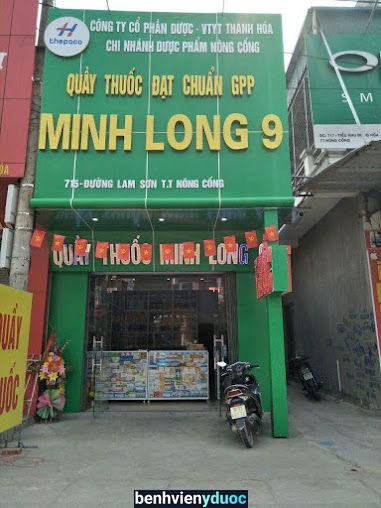 thepaco
CÔNG TY CỔ PHẦN DƯỢC - VTYT THANH HÓA
CHI NHÁNH DƯỢC PHẨM NÔNG CỐNG
QUẦY THUỐC ĐẠT CHUẨN GPP
MINH LONG 9
715-ĐƯỜNG LAM SƠN T.T NÔNG CỐNG
QUẦY THUỐC MINH LONG
S M
QUẦY
UỐC
benhvienyduoc